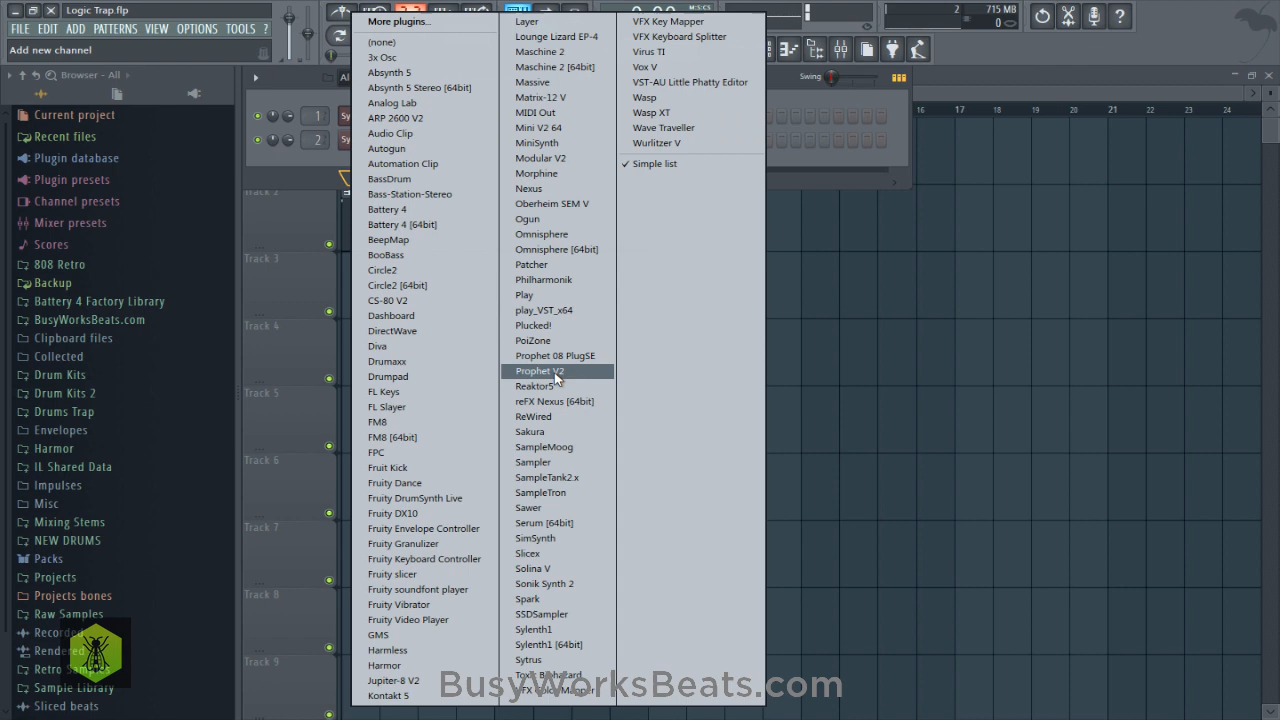 Logic Trap.flp
FILE EDIT ADD PATTERNS VIEW OPTIONS TOOLS ?
Add new channel
2
715 MB
0
M:S:CS
Swing
Browser - All
Current project
Recent files
Plugin database
Plugin presets
Channel presets
Mixer presets
Scores
808 Retro
Backup
Battery 4 Factory Library
BusyWorksBeats.com
Clipboard files
Collected
Drum Kits
Drum Kits 2
Drums Trap
Envelopes
Harmor
IL Shared Data
Impulses
Misc
Mixing Stems
NEW DRUMS
Packs
Projects
Projects bones
Raw Samples
Sample Library
Sliced beats
1
2
Track 3
Track 4
Track 5
Track 6
Track 7
Track 8
Track 9
More plugins...
(none)
3x Osc
Absynth 5
Absynth 5 Stereo [64bit]
Analog Lab
ARP 2600 V2
Audio Clip
Autogun
Automation Clip
BassDrum
Bass-Station-Stereo
Battery 4
Battery 4 [64bit]
BeepMap
BooBass
Circle2
Circle2 [64bit]
CS-80 V2
Dashboard
DirectWave
Diva
Drumaxx
Drumpad
FL Keys
FL Slayer
FM8
FM8 [64bit]
FPC
Fruit Kick
Fruity Dance
Fruity DrumSynth Live
Fruity DX10
Fruity Envelope Controller
Fruity Granulizer
Fruity Keyboard Controller
Fruity slicer
Fruity soundfont player
Fruity Vibrator
Fruity Video Player
GMS
Harmless
Harmor
Jupiter-8 V2
Kontakt 5
Layer
Lounge Lizard EP-4
Maschine 2
Maschine 2 [64bit]
Massive
Matrix-12 V
MIDI Out
Mini V2 64
MiniSynth
Modular V2
Morphine
Nexus
Oberheim SEM V
Ogun
Omnisphere
Omnisphere [64bit]
Patcher
Philharmonik
Play
play_VST_x64
Plucked!
PoiZone
Prophet 08 PlugSE
Prophet V2
Reaktor5
reFX Nexus [64bit]
ReWired
Sakura
SampleMoog
Sampler
SampleTank2.x
SampleTron
Sawer
Serum [64bit]
SimSynth
Slicex
Solina V
Sonik Synth 2
Spark
SSDSampler
Sylenth1
Sylenth1 [64bit]
Sytrus
Toxic Biohazard
VFX Key Mapper
VFX Keyboard Splitter
Virus TI
Vox V
VST-AU Little Phatty Editor
Wasp
Wasp XT
Wave Traveller
Wurlitzer V
Simple list
16 17 18 19 20 21 22 23 24
BusyWorksBeats.com